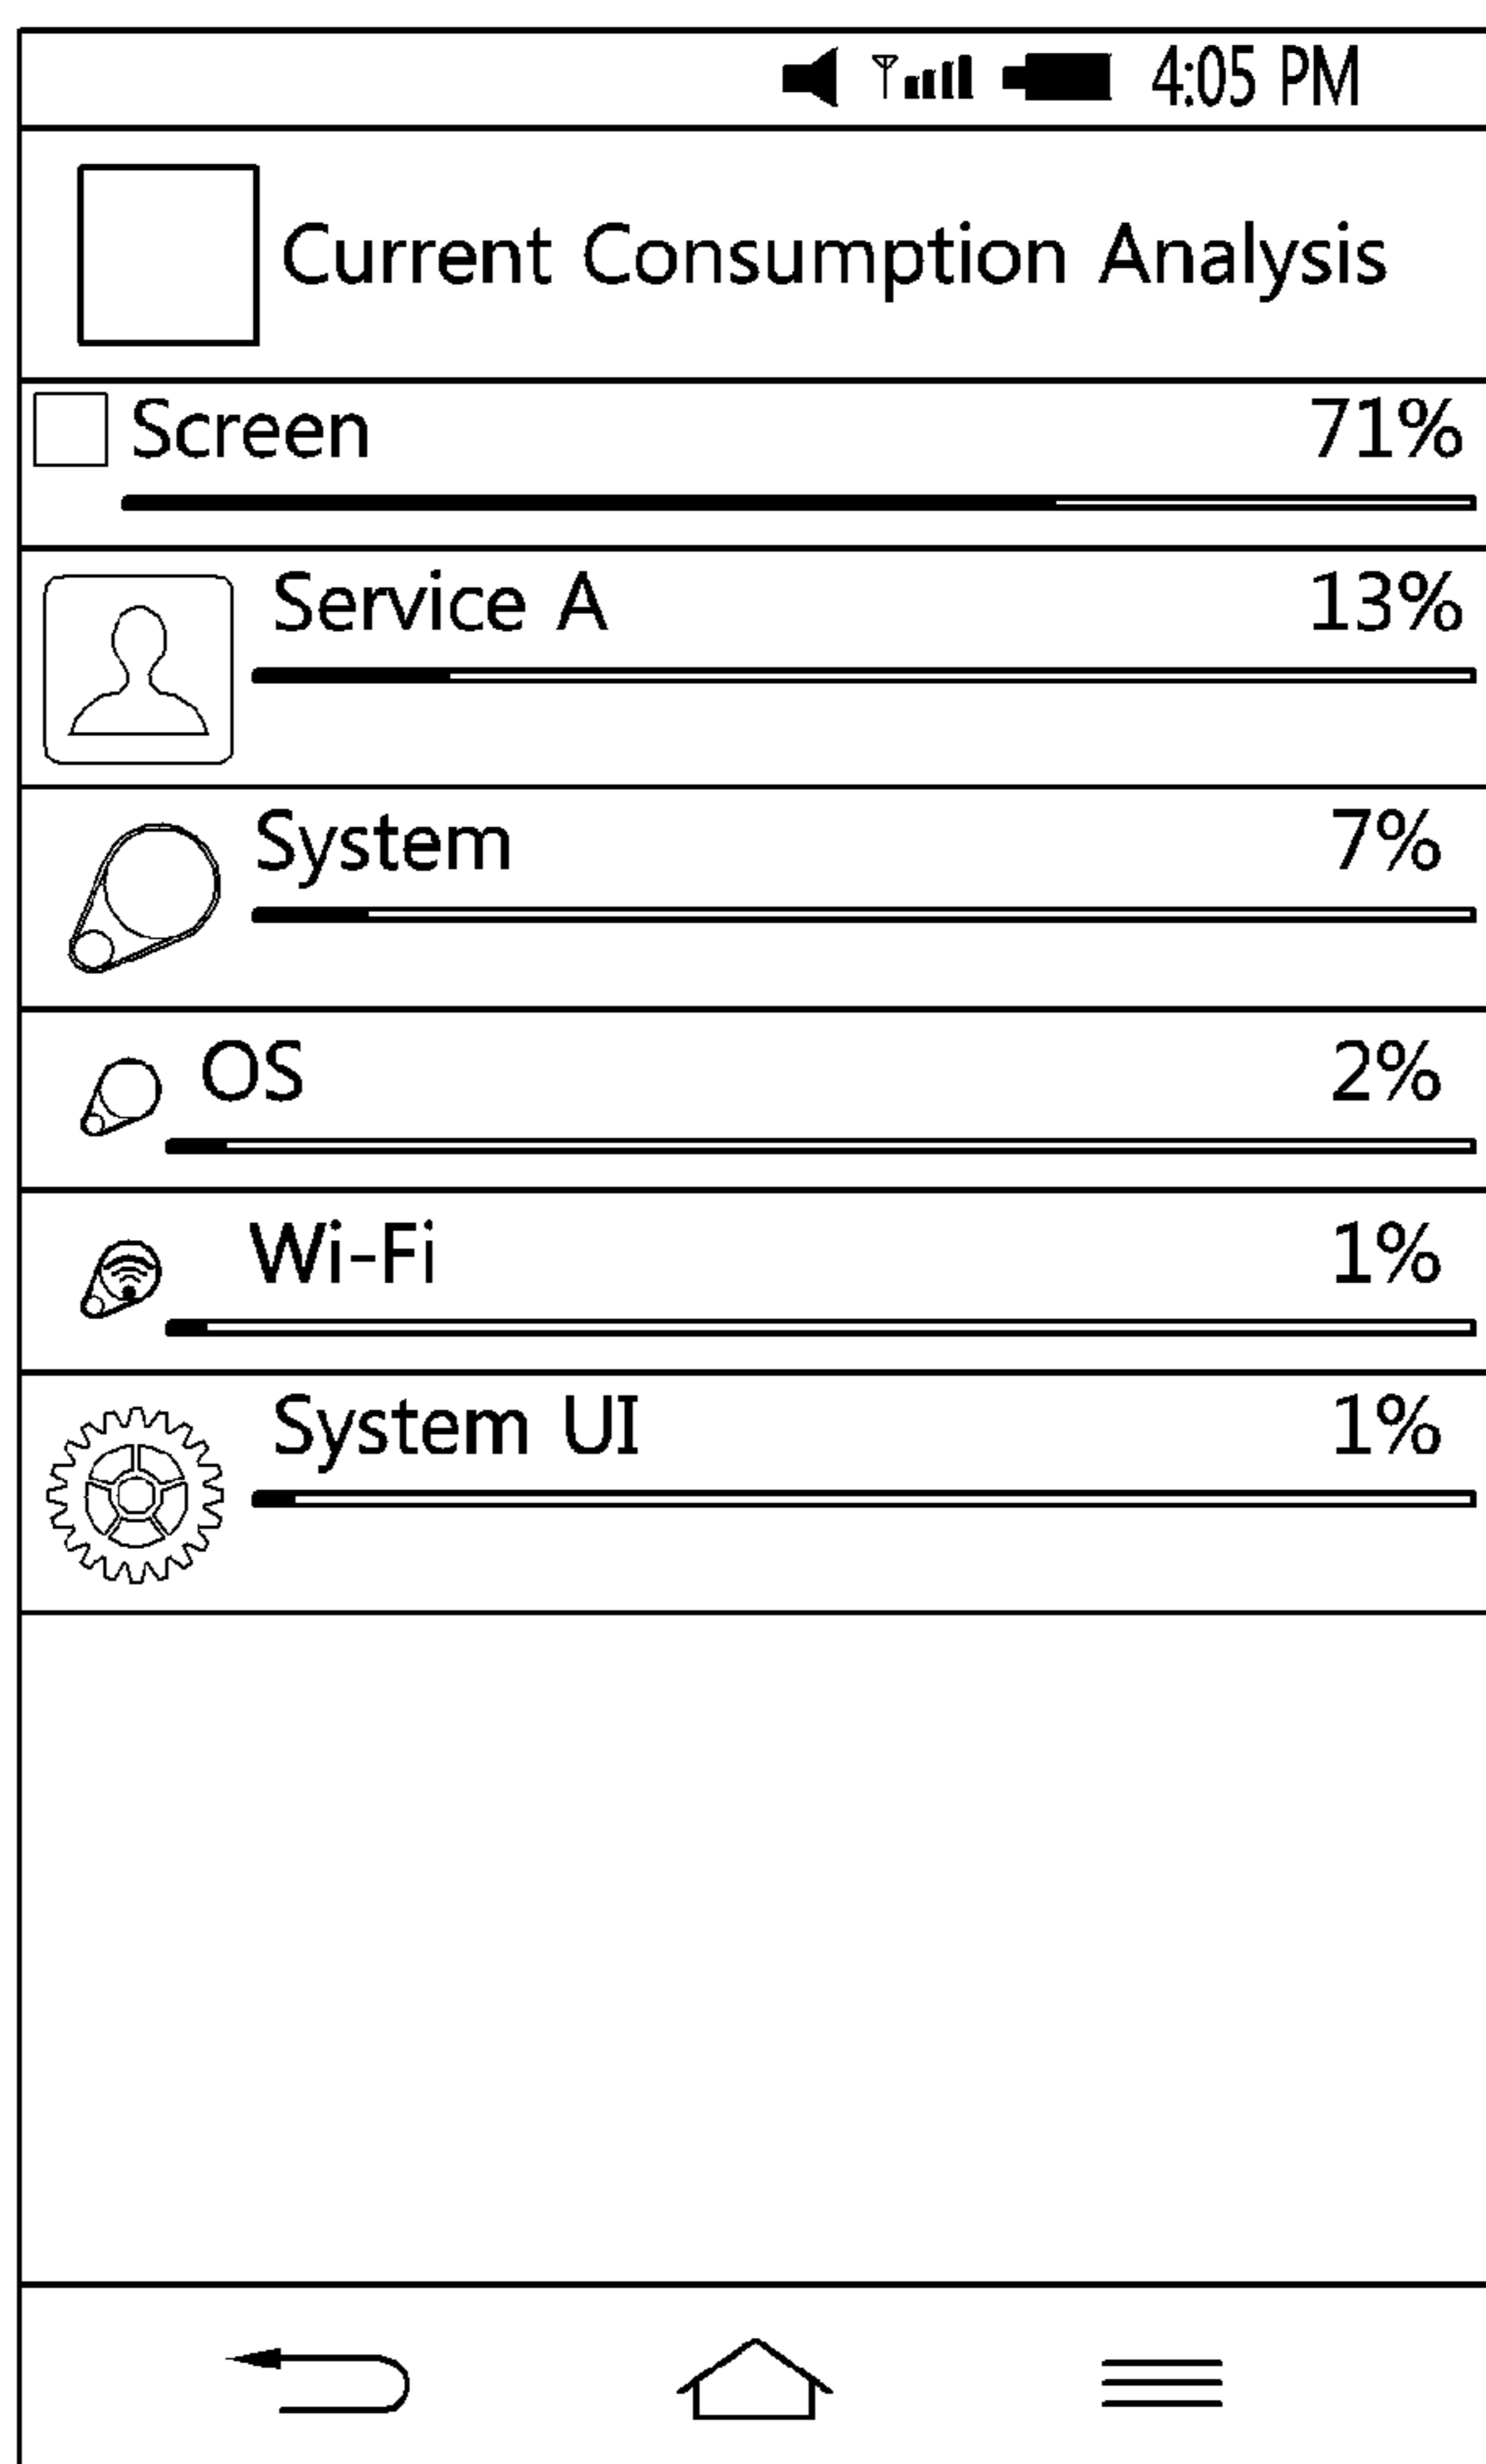 4:05 PM
Current Consumption Analysis
Screen 71%
Service A 13%
System 7%
OS 2%
Wi-Fi 1%
System UI 1%